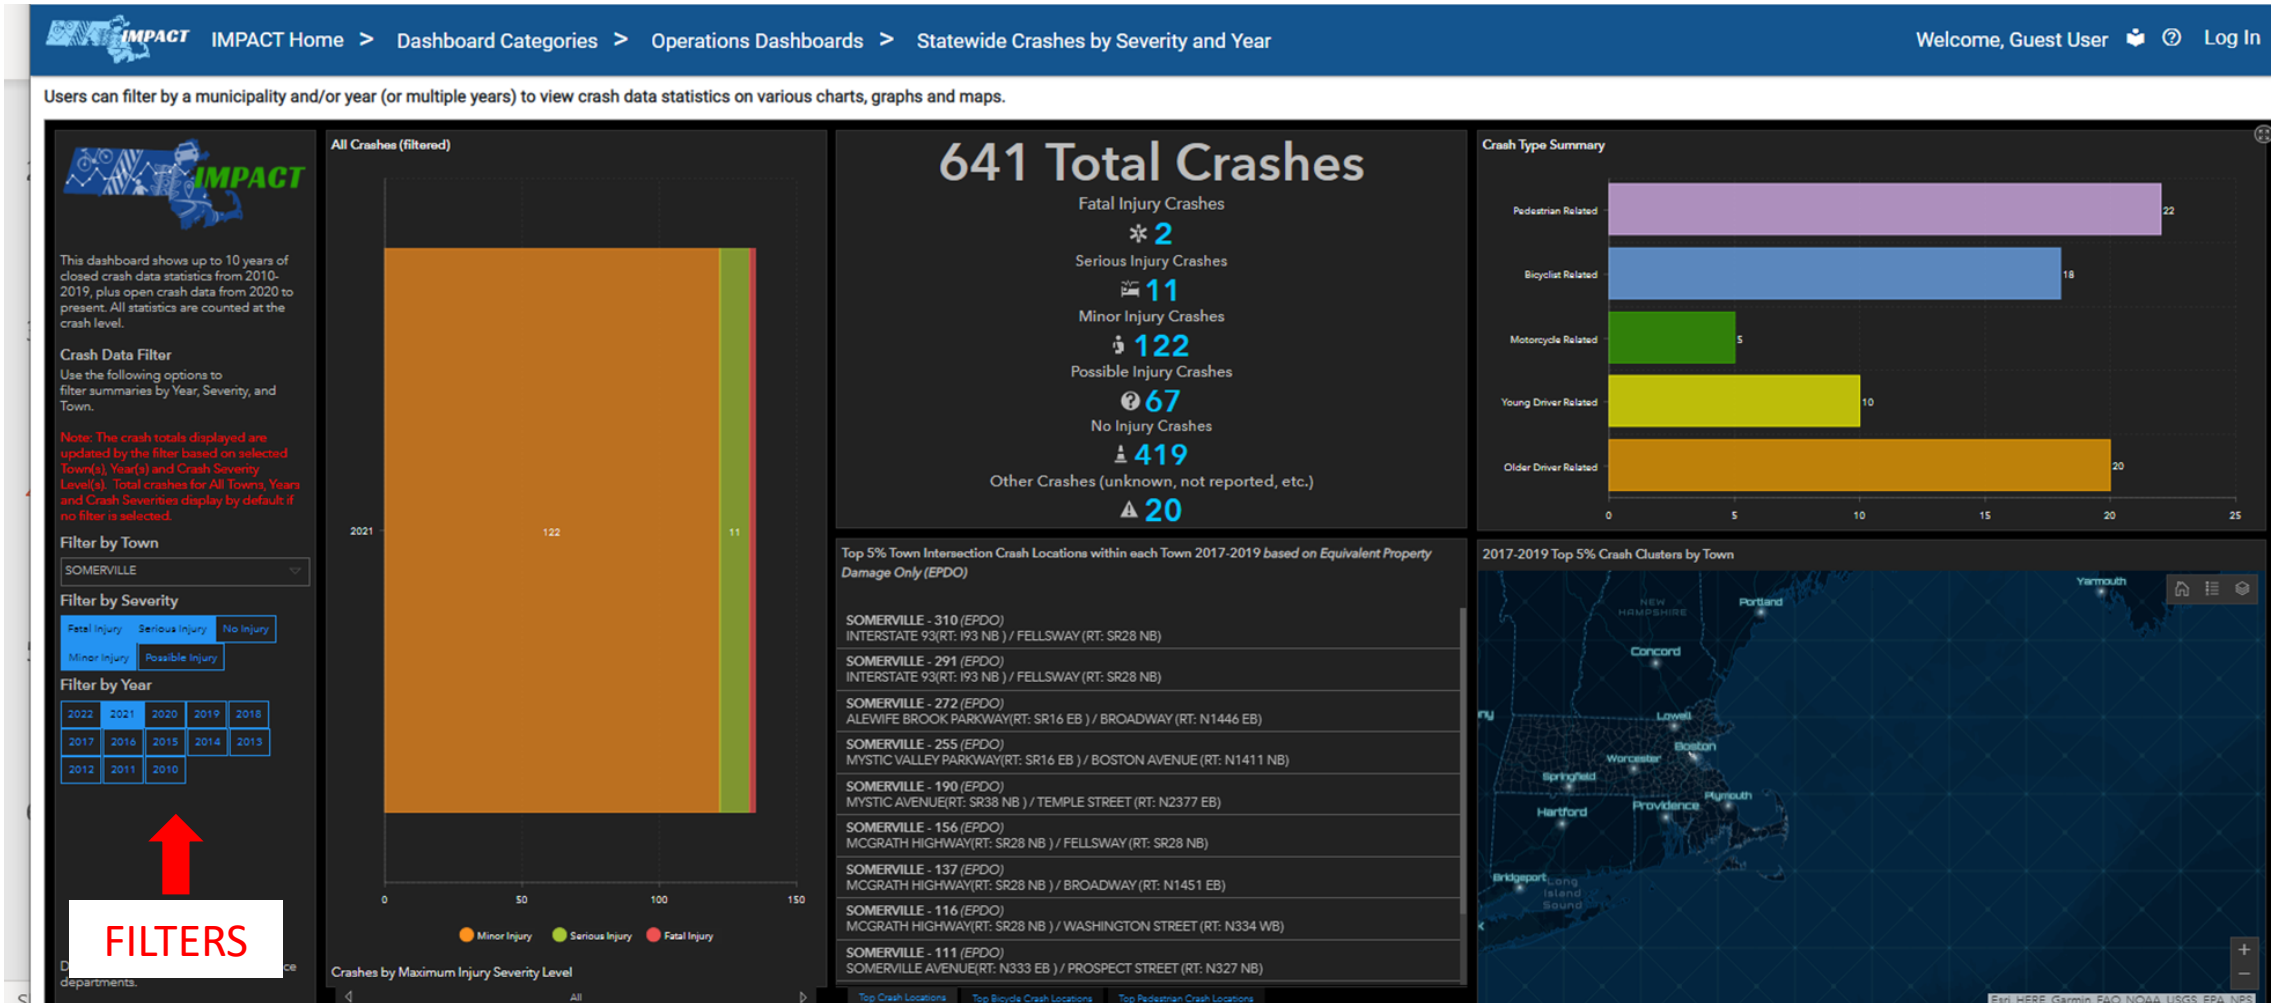 IMPACT IMPACT Home > Dashboard Categories > Operations Dashboards > Statewide Crashes by Severity and Year Welcome, Guest User Log In
Users can filter by a municipality and/or year (or multiple years) to view crash data statistics on various charts, graphs and maps.
IMPACT
This dashboard shows up to 10 years of
closed crash data statistics from 2010-
2019, plus open crash data from 2020 to
present. All statistics are counted at the
crash level.
Crash Data Filter
Use the following options to
filter summaries by Year, Severity, and
Town.
Note: The crash totals displayed are
updated by the filter based on selected
Town(s), Year(s) and Crash Severity
Level(s). Total crashes for All Towns, Years
and Crash Severities display by default if
no filter is selected.
Filter by Town
SOMERVILLE
Filter by Severity
Fatal Injury Serious Injury No Injury
Minor Injury Possible Injury
Filter by Year
2022 2021 2020 2019 2018
2017 2016 2015 2014 2013
2012 2011 2010
FILTERS
departments.
All Crashes (filtered)
2021
122
11
0 50 100 150
Minor Injury Serious Injury Fatal Injury
Crashes by Maximum Injury Severity Level
All
641 Total Crashes
Fatal Injury Crashes
2
Serious Injury Crashes
11
Minor Injury Crashes
122
Possible Injury Crashes
67
No Injury Crashes
419
Other Crashes (unknown, not reported, etc.)
20
Top 5% Town Intersection Crash Locations within each Town 2017-2019 based on Equivalent Property
Damage Only (EPDO)
SOMERVILLE - 310 (EPDO)
INTERSTATE 93(RT: I93 NB ) / FELLSWAY (RT: SR28 NB)
SOMERVILLE - 291 (EPDO)
INTERSTATE 93(RT: I93 NB ) / FELLSWAY (RT: SR28 NB)
SOMERVILLE - 272 (EPDO)
ALEWIFE BROOK PARKWAY(RT: SR16 EB ) / BROADWAY (RT: N1446 EB)
SOMERVILLE - 255 (EPDO)
MYSTIC VALLEY PARKWAY(RT: SR16 EB ) / BOSTON AVENUE (RT: N1411 NB)
SOMERVILLE - 190 (EPDO)
MYSTIC AVENUE(RT: SR38 NB ) / TEMPLE STREET (RT: N2377 EB)
SOMERVILLE - 156 (EPDO)
MCGRATH HIGHWAY(RT: SR28 NB ) / FELLSWAY (RT: SR28 NB)
SOMERVILLE - 137 (EPDO)
MCGRATH HIGHWAY(RT: SR28 NB ) / BROADWAY (RT: N1451 EB)
SOMERVILLE - 116 (EPDO)
MCGRATH HIGHWAY(RT: SR28 NB ) / WASHINGTON STREET (RT: N334 WB)
SOMERVILLE - 111 (EPDO)
SOMERVILLE AVENUE(RT: N333 EB ) / PROSPECT STREET (RT: N327 NB)
Top Crash Locations Top Bicycle Crash Locations Top Pedestrian Crash Locations
Crash Type Summary
Pedestrian Related 22
Bicyclist Related 18
Motorcycle Related 5
Young Driver Related 10
Older Driver Related 20
0 5 10 15 20 25
2017-2019 Top 5% Crash Clusters by Town
Yarmouth
NEW
HAMPSHIRE
Portland
Concord
Lowell
Boston
Worcester
Springfield
Plymouth
Providence
Hartford
Bridgeport
Long
Island
Sound
+
−
Esri, HERE, Garmin, FAO, NOAA, USGS, EPA, NPS